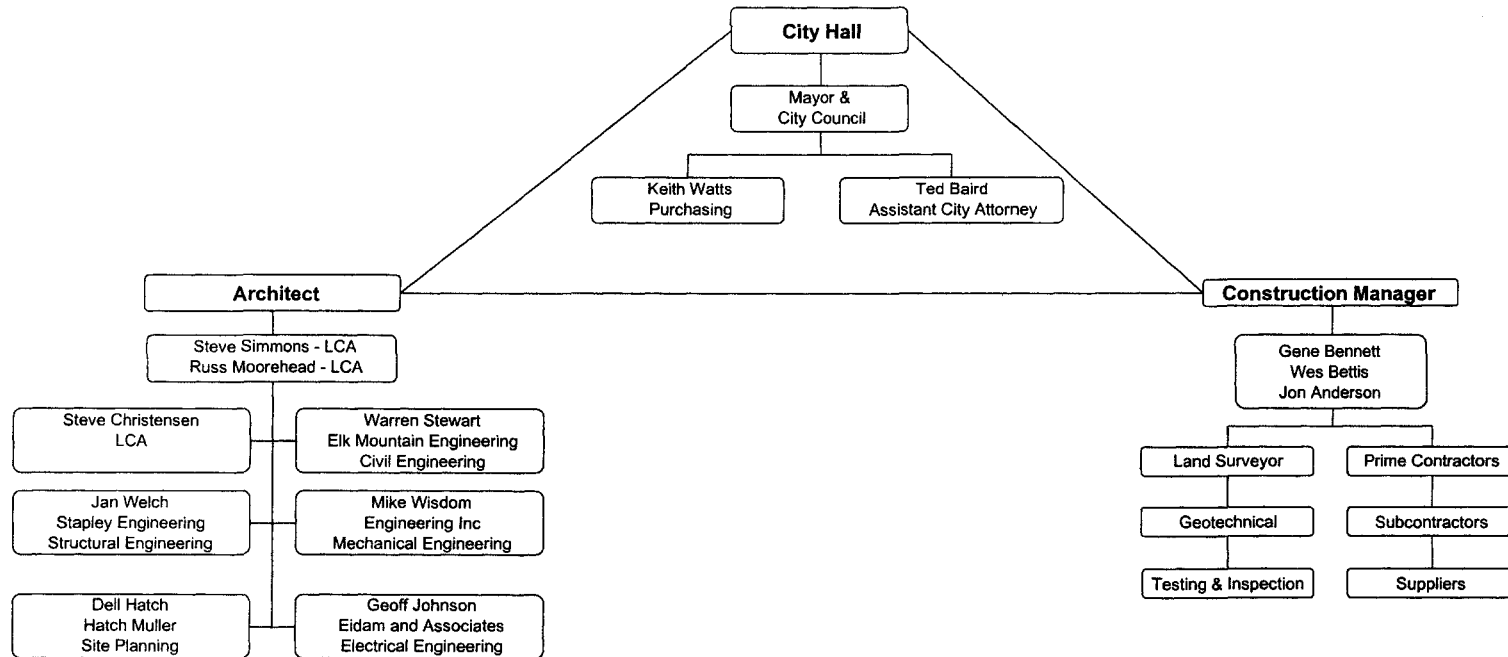 City Hall
Mayor &
City Council
Keith Watts
Purchasing
Ted Baird
Assistant City Attorney
Architect
Steve Simmons - LCA
Russ Moorehead - LCA
Steve Christensen
LCA
Warren Stewart
Elk Mountain Engineering
Civil Engineering
Jan Welch
Stapley Engineering
Structural Engineering
Mike Wisdom
Engineering Inc
Mechanical Engineering
Dell Hatch
Hatch Muller
Site Planning
Geoff Johnson
Eidam and Associates
Electrical Engineering
Construction Manager
Gene Bennett
Wes Bettis
Jon Anderson
Land Surveyor
Geotechnical
Testing & Inspection
Prime Contractors
Subcontractors
Suppliers